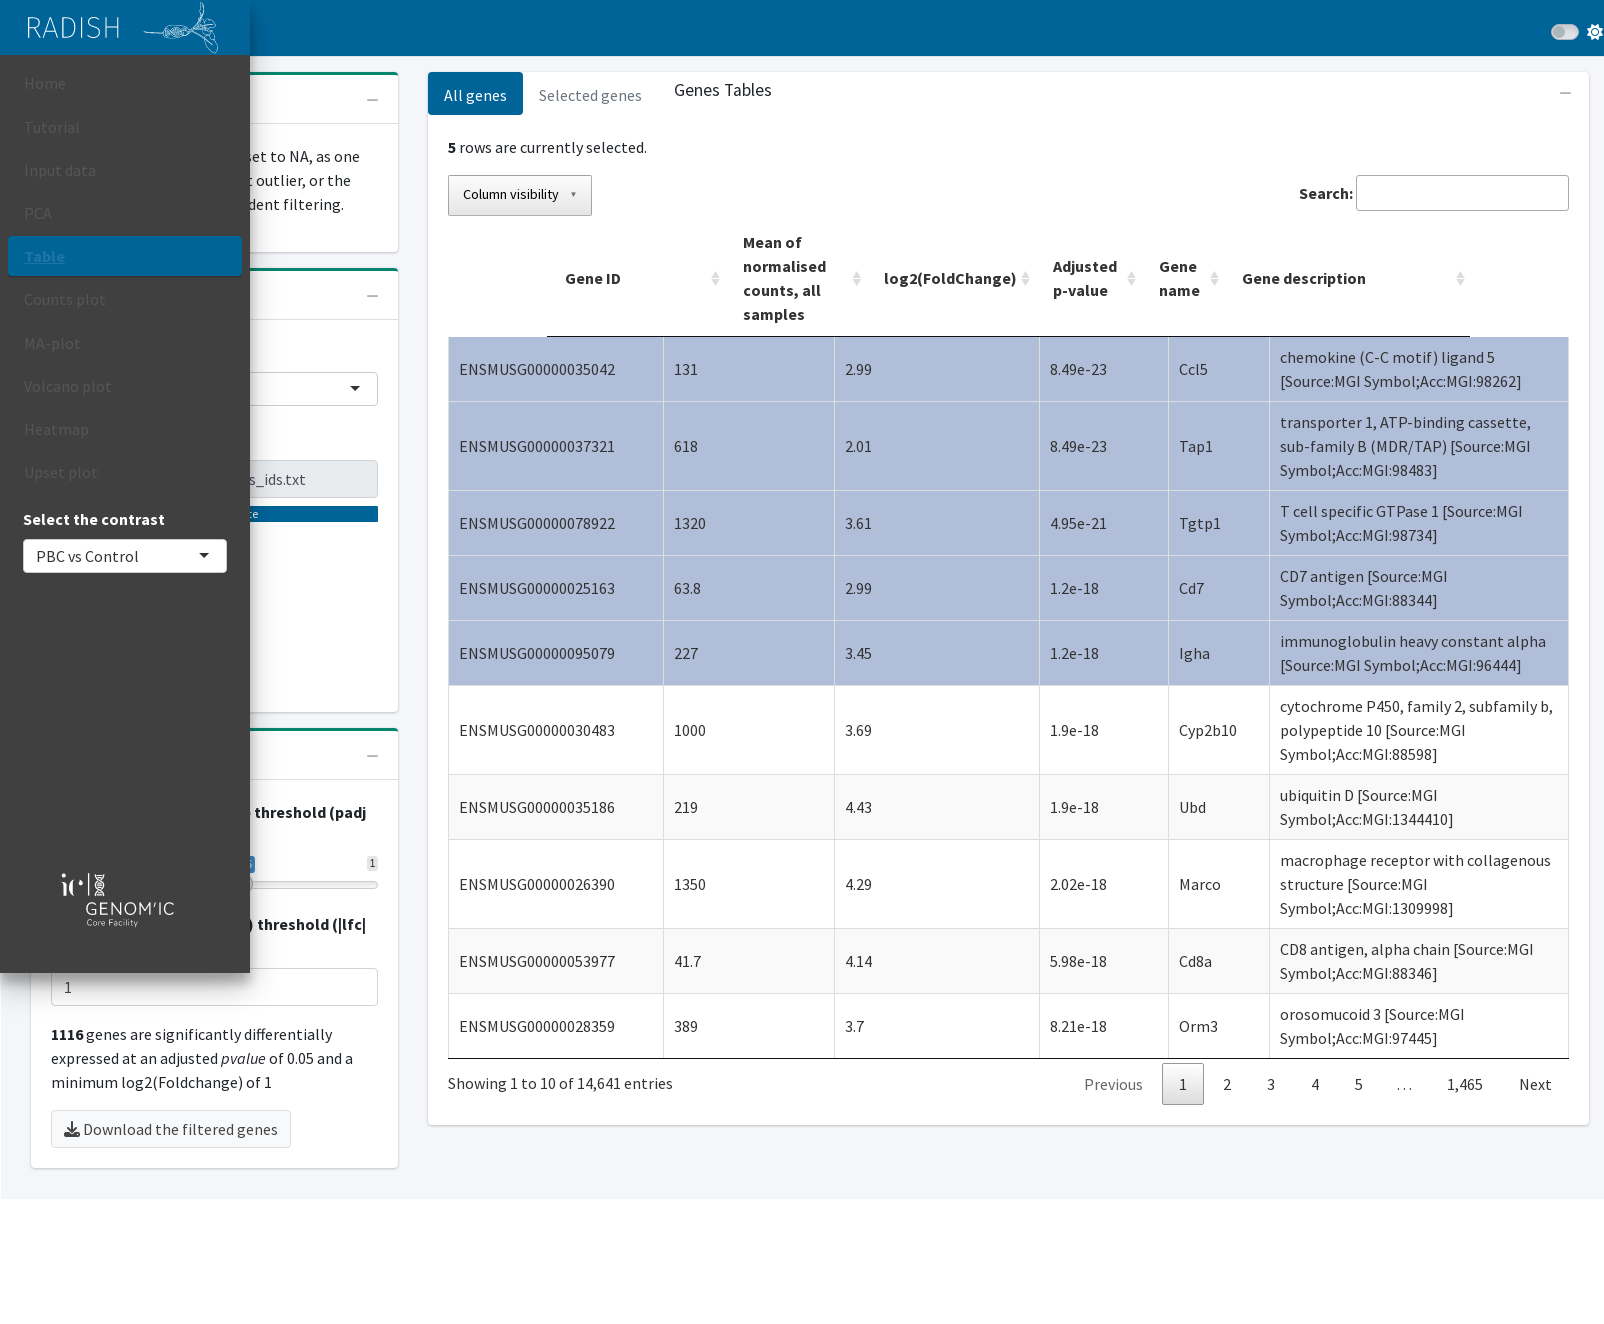 RADISH
Home
Tutorial
Input data
PCA
Table
Counts plot
MA-plot
Volcano plot
Heatmap
Upset plot
Select the contrast
PBC vs Control
GENOM'IC
Core Facility
set to NA, as one
outlier, or the
filtering.
s_ids.txt
threshold (padj
1
threshold (|lfc|
1
1116 genes are significantly differentially
expressed at an adjusted pvalue of 0.05 and a
minimum log2(Foldchange) of 1
Download the filtered genes
All genes Selected genes Genes Tables
5 rows are currently selected.
Column visibility Search:
Gene ID Mean of normalised counts, all samples log2(FoldChange) Adjusted p-value Gene name Gene description
ENSMUSG00000035042 131 2.99 8.49e-23 Ccl5 chemokine (C-C motif) ligand 5
[Source:MGI Symbol;Acc:MGI:98262]
ENSMUSG00000037321 618 2.01 8.49e-23 Tap1 transporter 1, ATP-binding cassette,
sub-family B (MDR/TAP) [Source:MGI
Symbol;Acc:MGI:98483]
ENSMUSG00000078922 1320 3.61 4.95e-21 Tgtp1 T cell specific GTPase 1 [Source:MGI
Symbol;Acc:MGI:98734]
ENSMUSG00000025163 63.8 2.99 1.2e-18 Cd7 CD7 antigen [Source:MGI
Symbol;Acc:MGI:88344]
ENSMUSG00000095079 227 3.45 1.2e-18 Igha immunoglobulin heavy constant alpha
[Source:MGI Symbol;Acc:MGI:96444]
ENSMUSG00000030483 1000 3.69 1.9e-18 Cyp2b10 cytochrome P450, family 2, subfamily b,
polypeptide 10 [Source:MGI
Symbol;Acc:MGI:88598]
ENSMUSG00000035186 219 4.43 1.9e-18 Ubd ubiquitin D [Source:MGI
Symbol;Acc:MGI:1344410]
ENSMUSG00000026390 1350 4.29 2.02e-18 Marco macrophage receptor with collagenous
structure [Source:MGI
Symbol;Acc:MGI:1309998]
ENSMUSG00000053977 41.7 4.14 5.98e-18 Cd8a CD8 antigen, alpha chain [Source:MGI
Symbol;Acc:MGI:88346]
ENSMUSG00000028359 389 3.7 8.21e-18 Orm3 orosomucoid 3 [Source:MGI
Symbol;Acc:MGI:97445]
Showing 1 to 10 of 14,641 entries Previous 1 2 3 4 5 … 1,465 Next